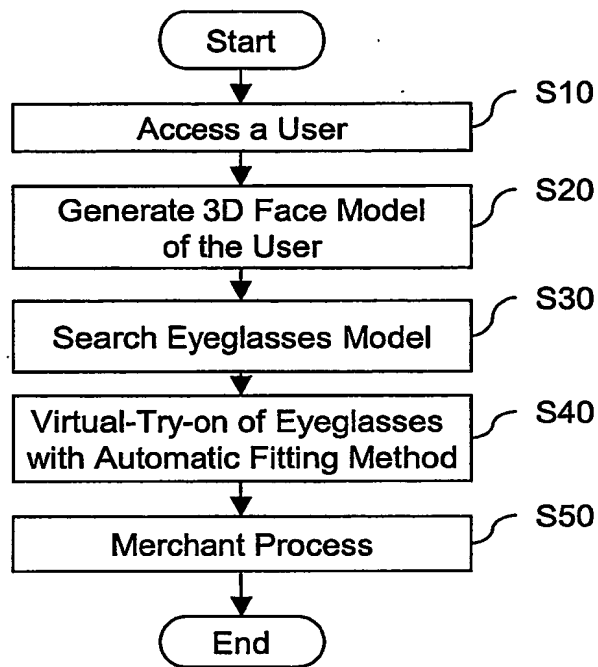 Start
S10
Access a User
S20
Generate 3D Face Model
of the User
S30
Search Eyeglasses Model
S40
Virtual-Try-on of Eyeglasses
with Automatic Fitting Method
S50
Merchant Process
End